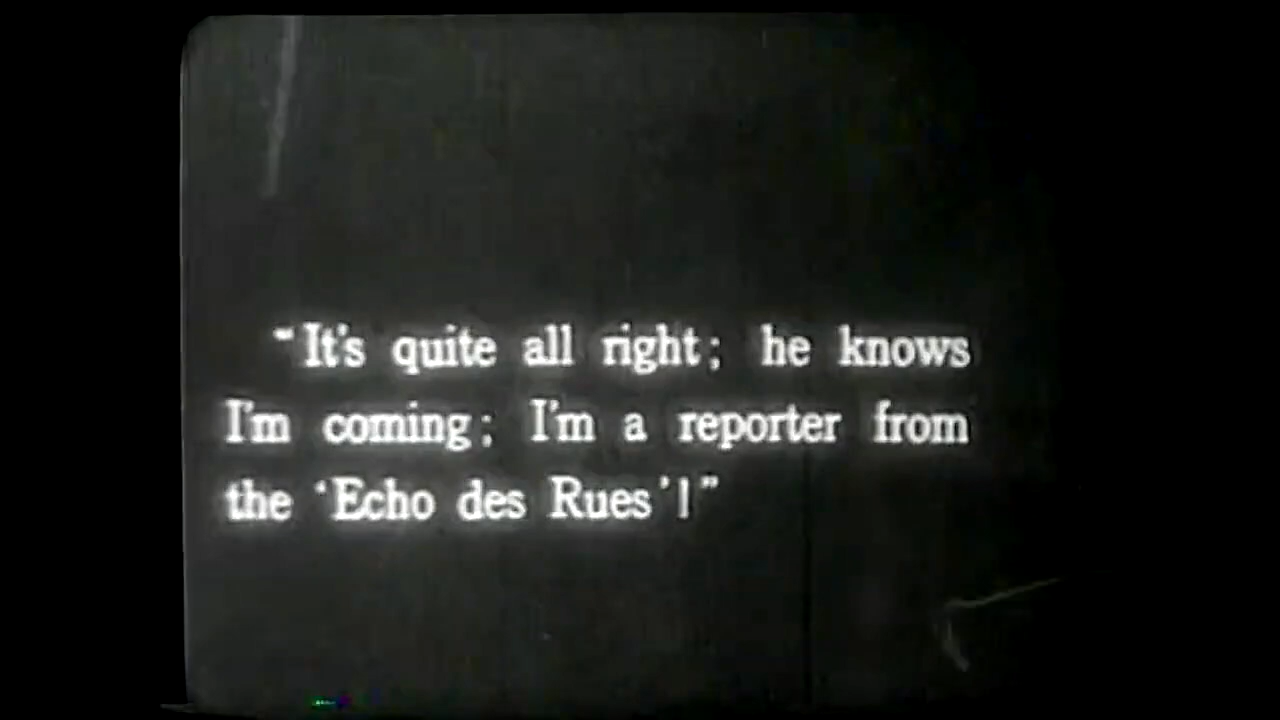 "It's quite all right; he knows
I'm coming; I'm a reporter from
the 'Echo des Rues'!"